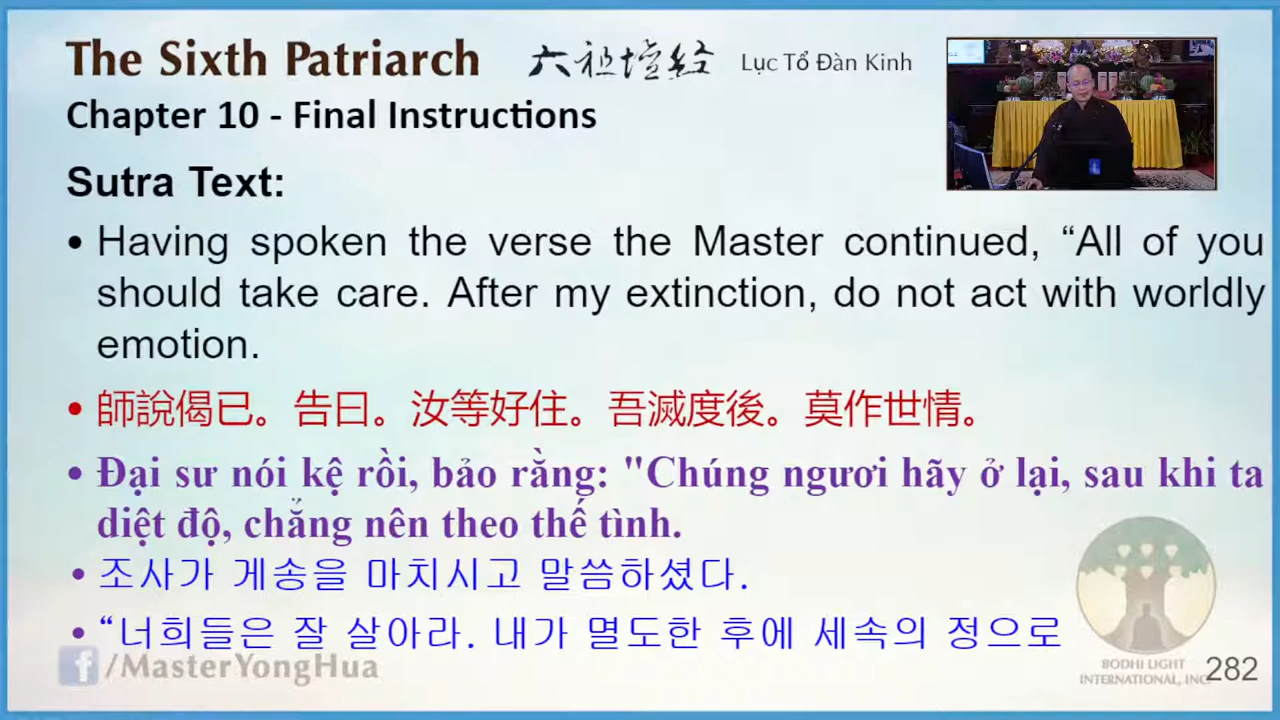 The Sixth Patriarch 六祖壇経 Lục Tổ Đàn Kinh
Chapter 10 - Final Instructions
Sutra Text:
• Having spoken the verse the Master continued, “All of you
should take care. After my extinction, do not act with worldly
emotion.
• 師說偈已。告曰。汝等好住。吾滅度後。莫作世情。
• Đại sư nói kệ rồi, bảo rằng: "Chúng ngươi hãy ở lại, sau khi ta
diệt độ, chẳng nên theo thế tình.
• 조사가 게송을 마치시고 말씀하셨다.
• “너희들은 잘 살아라. 내가 멸도한 후에 세속의 정으로
f/MasterYongHua
BODHI LIGHT
INTERNATIONAL, INC.
282